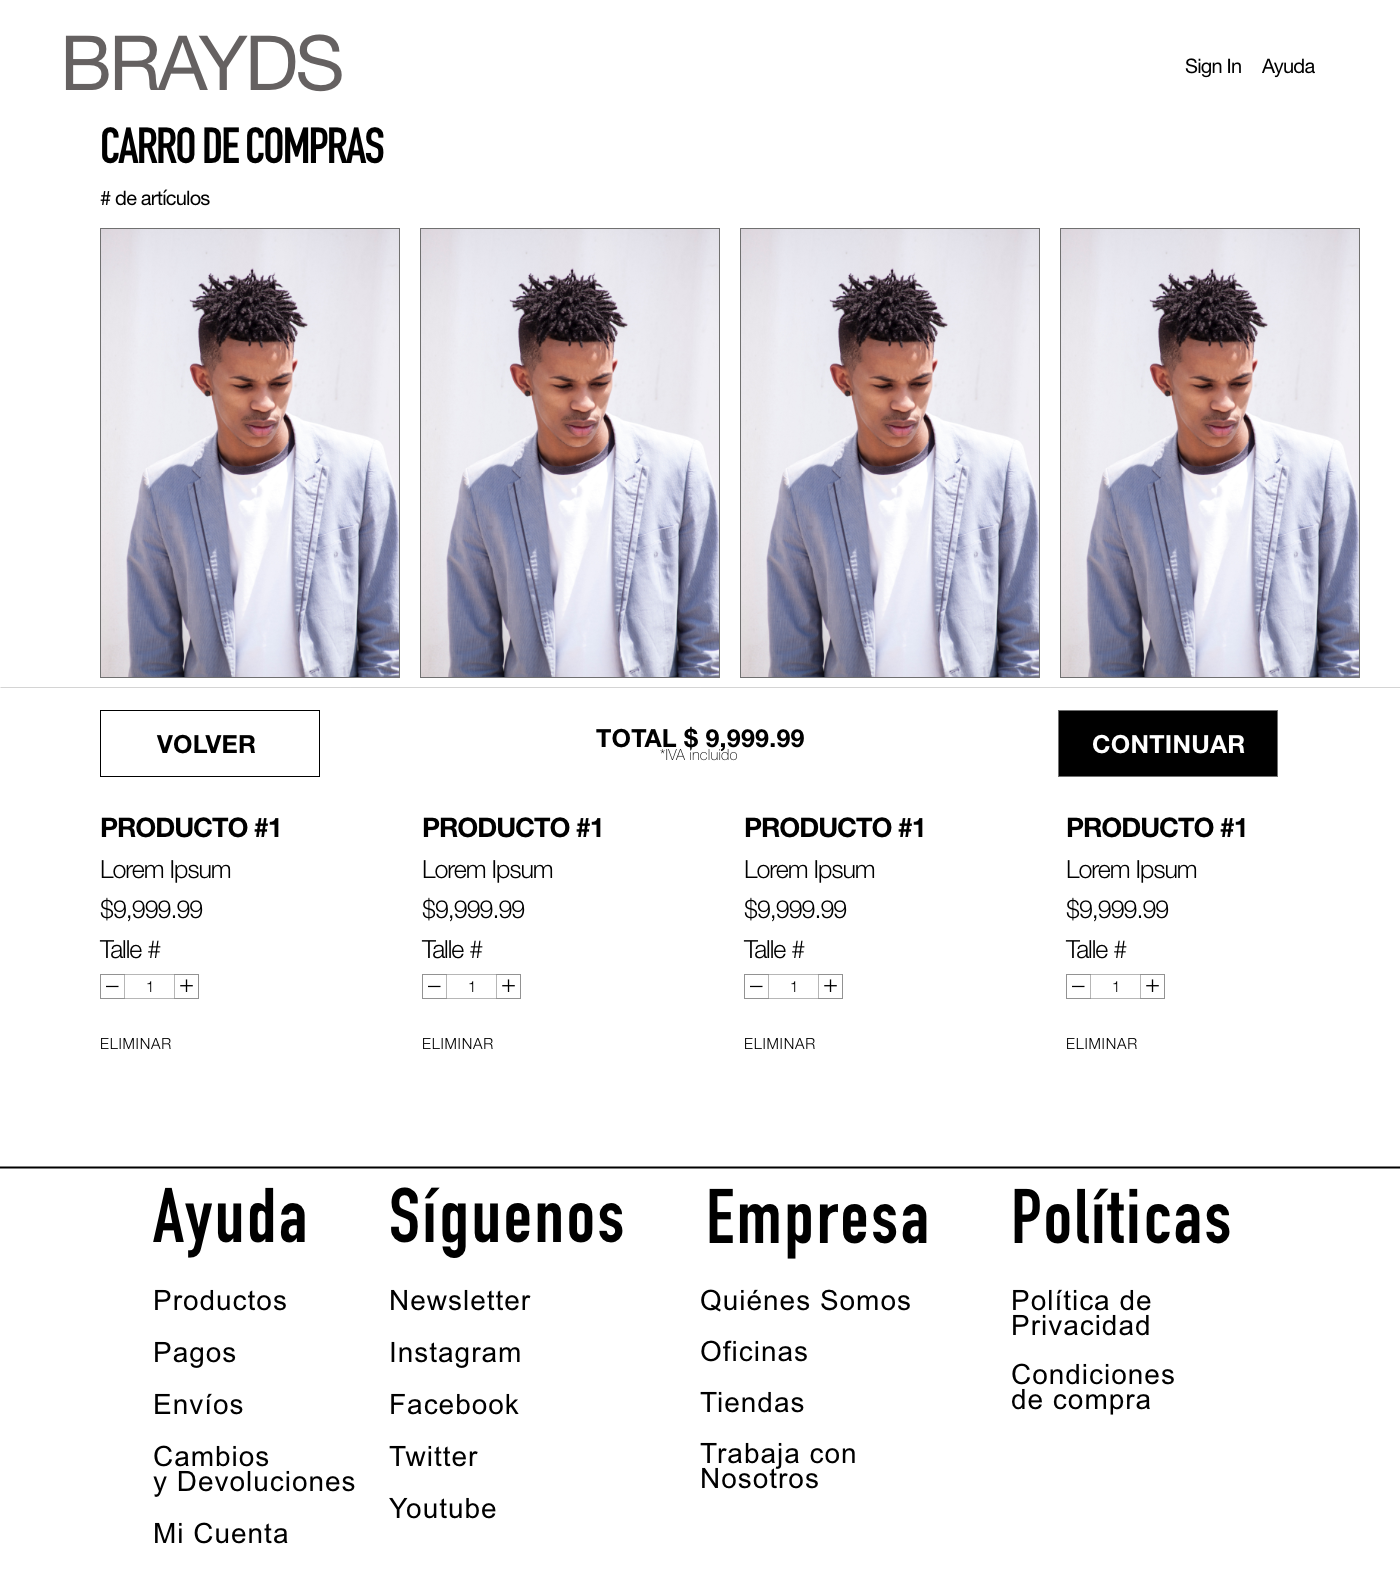 BRAYDS
Sign In Ayuda
CARRO DE COMPRAS
# de artículos
VOLVER
TOTAL $ 9,999.99
*IVA incluido
CONTINUAR
PRODUCTO #1
Lorem Ipsum
$9,999.99
Talle #
– 1 +
ELIMINAR
PRODUCTO #1
Lorem Ipsum
$9,999.99
Talle #
– 1 +
ELIMINAR
PRODUCTO #1
Lorem Ipsum
$9,999.99
Talle #
– 1 +
ELIMINAR
PRODUCTO #1
Lorem Ipsum
$9,999.99
Talle #
– 1 +
ELIMINAR
Ayuda
Productos
Pagos
Envíos
Cambios
y Devoluciones
Mi Cuenta
Síguenos
Newsletter
Instagram
Facebook
Twitter
Youtube
Empresa
Quiénes Somos
Oficinas
Tiendas
Trabaja con
Nosotros
Políticas
Política de
Privacidad
Condiciones
de compra